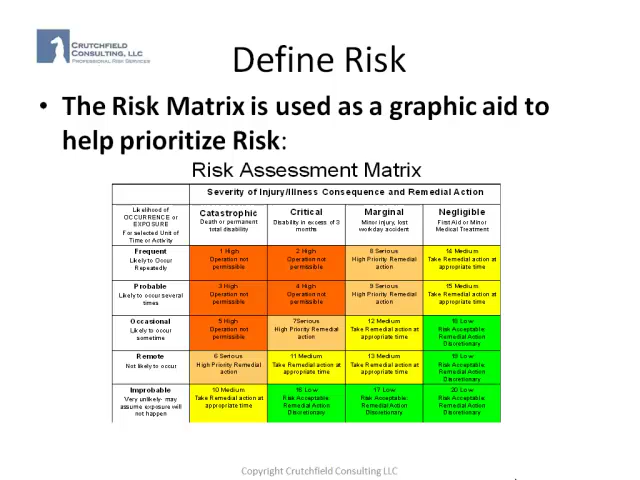 CRUTCHFIELD
CONSULTING, LLC
PROFESSIONAL RISK SERVICES
Define Risk
• The Risk Matrix is used as a graphic aid to
help prioritize Risk:
Risk Assessment Matrix
Severity of Injury/Illness Consequence and Remedial Action
Likelihood of
OCCURRENCE or
EXPOSURE
For selected Unit of
Time or Activity
Catastrophic
Death or permanent
total disability
Critical
Disability in excess of 3
months
Marginal
Minor injury, lost
workday accident
Negligible
First Aid or Minor
Medical Treatment
Frequent
Likely to Occur
Repeatedly
1 High
Operation not
permissible
2 High
Operation not
permissible
8 Serious
High Priority Remedial
action
14 Medium
Take Remedial action at
appropriate time
Probable
Likely to occur several
times
3 High
Operation not
permissible
4 High
Operation not
permissible
9 Serious
High Priority Remedial
action
15 Medium
Take Remedial action at
appropriate time
Occasional
Likely to occur
sometime
5 High
Operation not
permissible
7Serious
High Priority Remedial
action
12 Medium
Take Remedial action at
appropriate time
18 Low
Risk Acceptable:
Remedial Action
Discretionary
Remote
Not likely to occur
6 Serious
High Priority Remedial
action
11 Medium
Take Remedial action at
appropriate time
13 Medium
Take Remedial action at
appropriate time
19 Low
Risk Acceptable:
Remedial Action
Discretionary
Improbable
Very unlikely- may
assume exposure will
not happen
10 Medium
Take Remedial action at
appropriate time
16 Low
Risk Acceptable:
Remedial Action
Discretionary
17 Low
Risk Acceptable:
Remedial Action
Discretionary
20 Low
Risk Acceptable:
Remedial Action
Discretionary
Copyright Crutchfield Consulting LLC